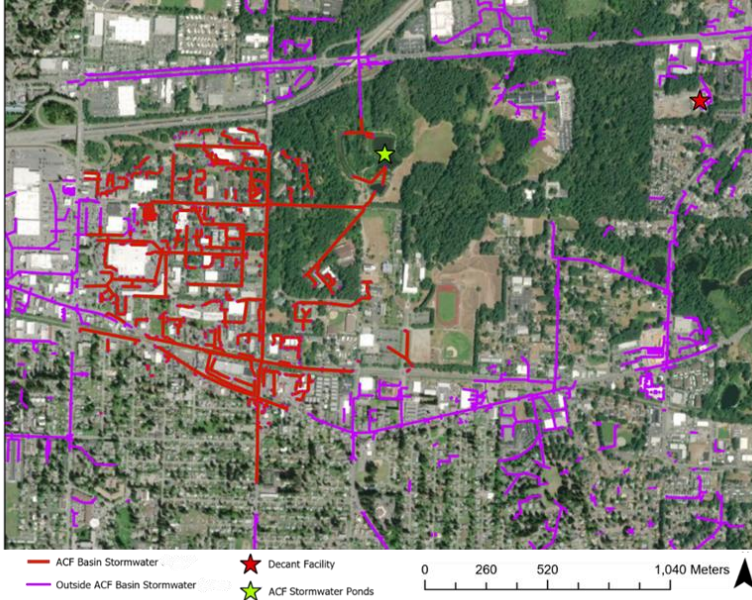 ACF Basin Stormwater
Outside ACF Basin Stormwater
Decant Facility
ACF Stormwater Ponds
0 260 520 1,040 Meters